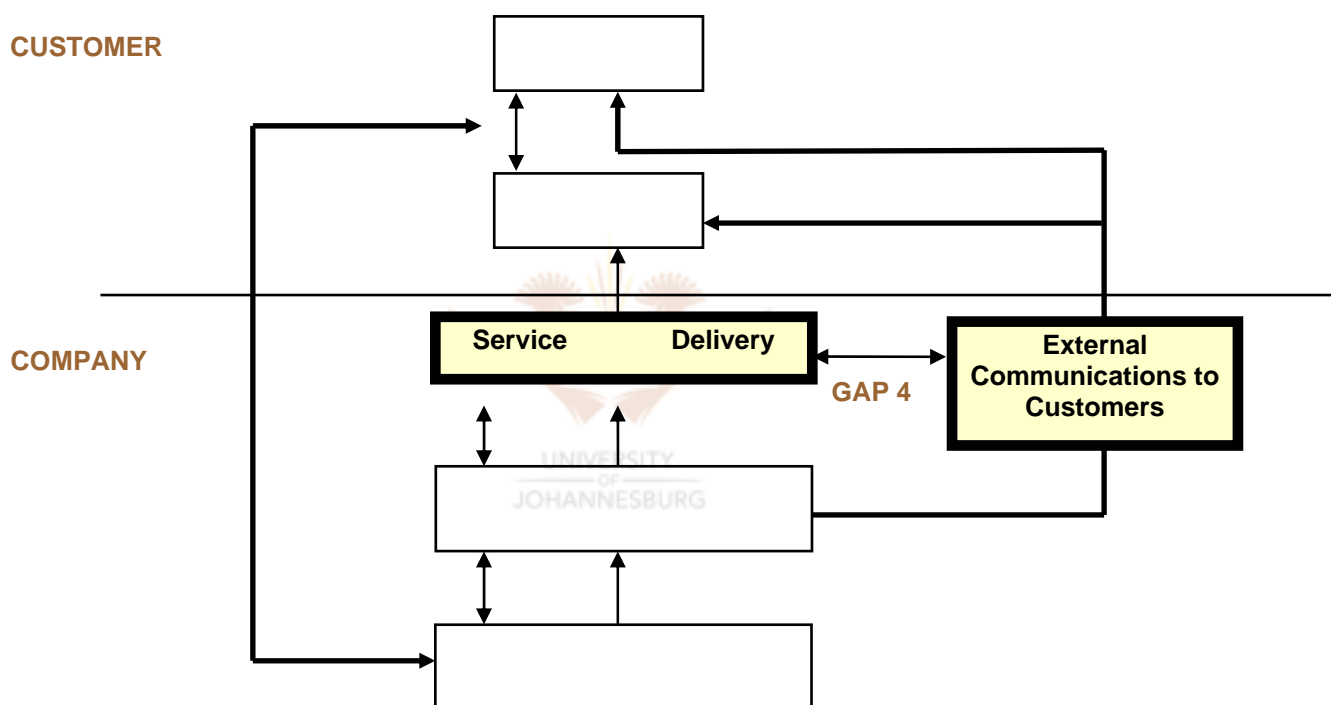 CUSTOMER
Service Delivery
COMPANY
GAP 4
External
Communications to
Customers
UNIVERSITY
OF
JOHANNESBURG